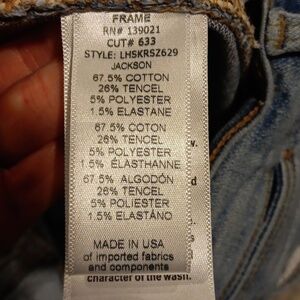 FRAME
RN# 139021
CUT# 633
STYLE: LHSKRSZ629
JACKSON
67.5% COTTON
26% TENCEL
5% POLYESTER
1.5% ELASTANE
67.5% COTON
26% TENCEL
5% POLYESTER
1.5% ÉLASTHANNE
67.5% ALGODÓN
26% TENCEL
5% POLIESTER
1.5% ELASTÁNO
MADE IN USA
of imported fabrics
and components
character of the wash.